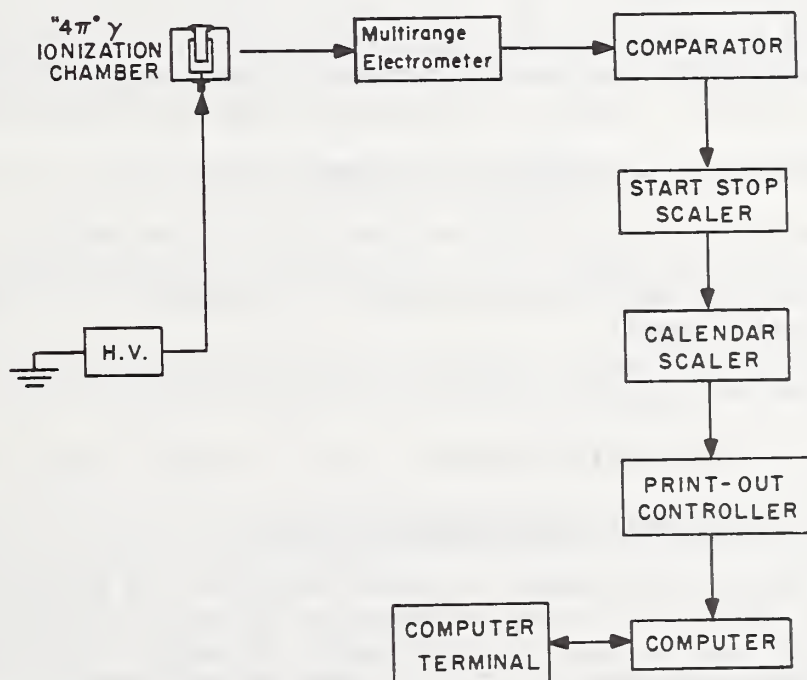 "4π" γ
IONIZATION
CHAMBER
Multirange
Electrometer
COMPARATOR
START STOP
SCALER
CALENDAR
SCALER
H.V.
PRINT-OUT
CONTROLLER
COMPUTER
TERMINAL
COMPUTER